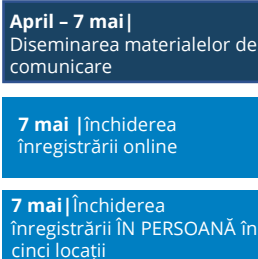 April – 7 mai|
Diseminarea materialelor de
comunicare
7 mai |închiderea
înregistrării online
7 mai|Închiderea
înregistrării ÎN PERSOANĂ în
cinci locații